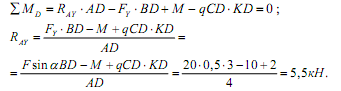 ∑ M_D = R_AY · AD − F_Y · BD + M − qCD · KD = 0 ;
R_AY = (F_Y · BD − M + qCD · KD) / AD =
= (F sin αBD − M + qCD · KD) / AD = (20 · 0,5 · 3 − 10 + 2) / 4 = 5,5кН.